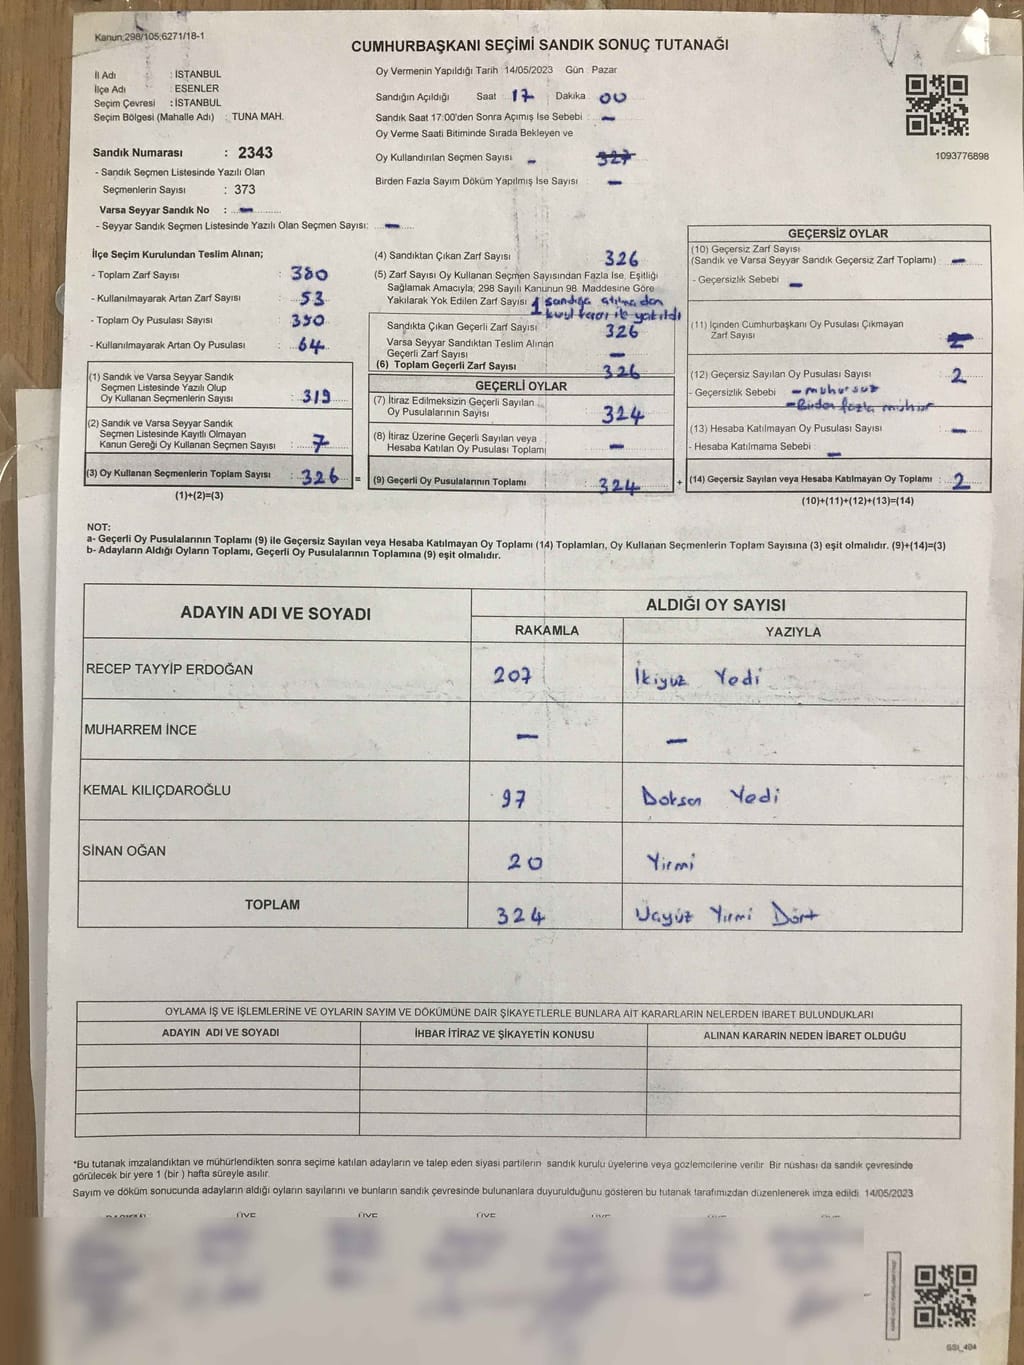 Kanun:298/105;6271/18-1
CUMHURBAŞKANI SEÇİMİ SANDIK SONUÇ TUTANAĞI
İl Adı : İSTANBUL
İlçe Adı : ESENLER
Seçim Çevresi : İSTANBUL
Seçim Bölgesi (Mahalle Adı) : TUNA MAH.
Sandık Numarası : 2343
- Sandık Seçmen Listesinde Yazılı Olan
Seçmenlerin Sayısı : 373
Varsa Seyyar Sandık No : -
- Seyyar Sandık Seçmen Listesinde Yazılı Olan Seçmen Sayısı: -
Oy Vermenin Yapıldığı Tarih 14/05/2023 Gün Pazar
Sandığın Açıldığı Saat 17 Dakika 00
Sandık Saat 17:00'den Sonra Açımış İse Sebebi : -
Oy Verme Saati Bitiminde Sırada Bekleyen ve
Oy Kullandırılan Seçmen Sayısı - 327
Birden Fazla Sayım Döküm Yapılmış İse Sayısı : -
1093776898
İlçe Seçim Kurulundan Teslim Alınan;
- Toplam Zarf Sayısı : 380
- Kullanılmayarak Artan Zarf Sayısı : 53
- Toplam Oy Pusulası Sayısı : 390
- Kullanılmayarak Artan Oy Pusulası : 64
(1) Sandık ve Varsa Seyyar Sandık
Seçmen Listesinde Yazılı Olup
Oy Kullanan Seçmenlerin Sayısı : 319
(2) Sandık ve Varsa Seyyar Sandık
Seçmen Listesinde Kayıtlı Olmayan
Kanun Gereği Oy Kullanan Seçmen Sayısı : 7
(3) Oy Kullanan Seçmenlerin Toplam Sayısı : 326 =
(1)+(2)=(3)
(4) Sandıktan Çıkan Zarf Sayısı 326
(5) Zarf Sayısı Oy Kullanan Seçmen Sayısından Fazla İse, Eşitliği
Sağlamak Amacıyla; 298 Sayılı Kanunun 98. Maddesine Göre
Yakılarak Yok Edilen Zarf Sayısı 1 sandığa atılmadan
kurul kararı ile yakıldı
Sandıkta Çıkan Geçerli Zarf Sayısı 326
Varsa Seyyar Sandıktan Teslim Alınan
Geçerli Zarf Sayısı -
(6) Toplam Geçerli Zarf Sayısı 326
GEÇERLİ OYLAR
(7) İtiraz Edilmeksizin Geçerli Sayılan
Oy Pusulalarının Sayısı : 324
(8) İtiraz Üzerine Geçerli Sayılan veya
Hesaba Katılan Oy Pusulası Toplamı -
(9) Geçerli Oy Pusulalarının Toplamı : 324 +
GEÇERSİZ OYLAR
(10) Geçersiz Zarf Sayısı
(Sandık ve Varsa Seyyar Sandık Geçersiz Zarf Toplamı) : -
- Geçersizlik Sebebi : -
(11) İçinden Cumhurbaşkanı Oy Pusulası Çıkmayan
Zarf Sayısı
(12) Geçersiz Sayılan Oy Pusulası Sayısı : 2
- Geçersizlik Sebebi : - mühürsüz
- Birden fazla mühür
(13) Hesaba Katılmayan Oy Pusulası Sayısı : -
- Hesaba Katılmama Sebebi : -
(14) Geçersiz Sayılan veya Hesaba Katılmayan Oy Toplamı : 2
(10)+(11)+(12)+(13)=(14)
NOT:
a- Geçerli Oy Pusulalarının Toplamı (9) ile Geçersiz Sayılan veya Hesaba Katılmayan Oy Toplamı (14) Toplamları, Oy Kullanan Seçmenlerin Toplam Sayısına (3) eşit olmalıdır. (9)+(14)=(3)
b- Adayların Aldığı Oyların Toplamı, Geçerli Oy Pusulalarının Toplamına (9) eşit olmalıdır.
ADAYIN ADI VE SOYADI
ALDIĞI OY SAYISI
RAKAMLA YAZIYLA
RECEP TAYYİP ERDOĞAN 207 İkiyüz Yedi
MUHARREM İNCE - -
KEMAL KILIÇDAROĞLU 97 Doksan Yedi
SİNAN OĞAN 20 Yirmi
TOPLAM 324 Üçyüz Yirmi Dört
OYLAMA İŞ VE İŞLEMLERİNE VE OYLARIN SAYIM VE DÖKÜMÜNE DAİR ŞİKAYETLERLE BUNLARA AİT KARARLARIN NELERDEN İBARET BULUNDUKLARI
ADAYIN ADI VE SOYADI İHBAR İTİRAZ VE ŞİKAYETİN KONUSU ALINAN KARARIN NEDEN İBARET OLDUĞU
*Bu tutanak imzalandıktan ve mühürlendikten sonra seçime katılan adayların ve talep eden siyasi partilerin sandık kurulu üyelerine veya gözlemcilerine verilir. Bir nüshası da sandık çevresinde
görülecek bir yere 1 (bir ) hafta süreyle asılır.
Sayım ve döküm sonucunda adayların aldığı oyların sayılarını ve bunların sandık çevresinde bulunanlara duyurulduğunu gösteren bu tutanak tarafımızdan düzenlenerek imza edildi. 14/05/2023
ÜYE ÜYE ÜYE